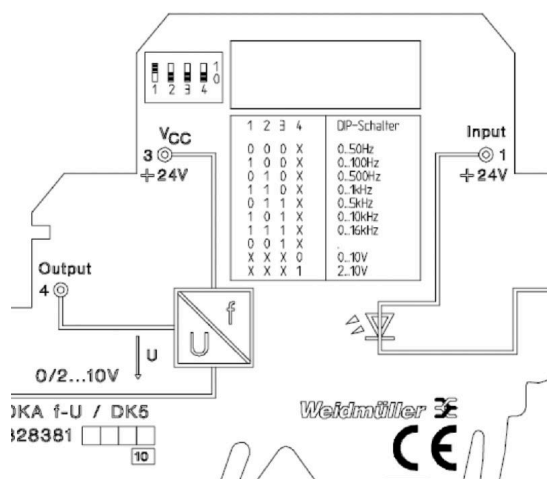 1
0
1 2 3 4
VCC
3
+24V
1 2 3 4 DIP-Schalter
0 0 0 X 0..50Hz
1 0 0 X 0..100Hz
0 1 0 X 0..500Hz
1 1 0 X 0..1kHz
0 1 1 X 0..5kHz
1 0 1 X 0..10kHz
1 1 1 X 0..16kHz
0 0 1 X .
X X X 0 0..10V
X X X 1 2..10V
Input
1
+24V
Output
4
f
U
U
0/2...10V
OKA f-U / DK5
828381
10
Weidmüller
CE